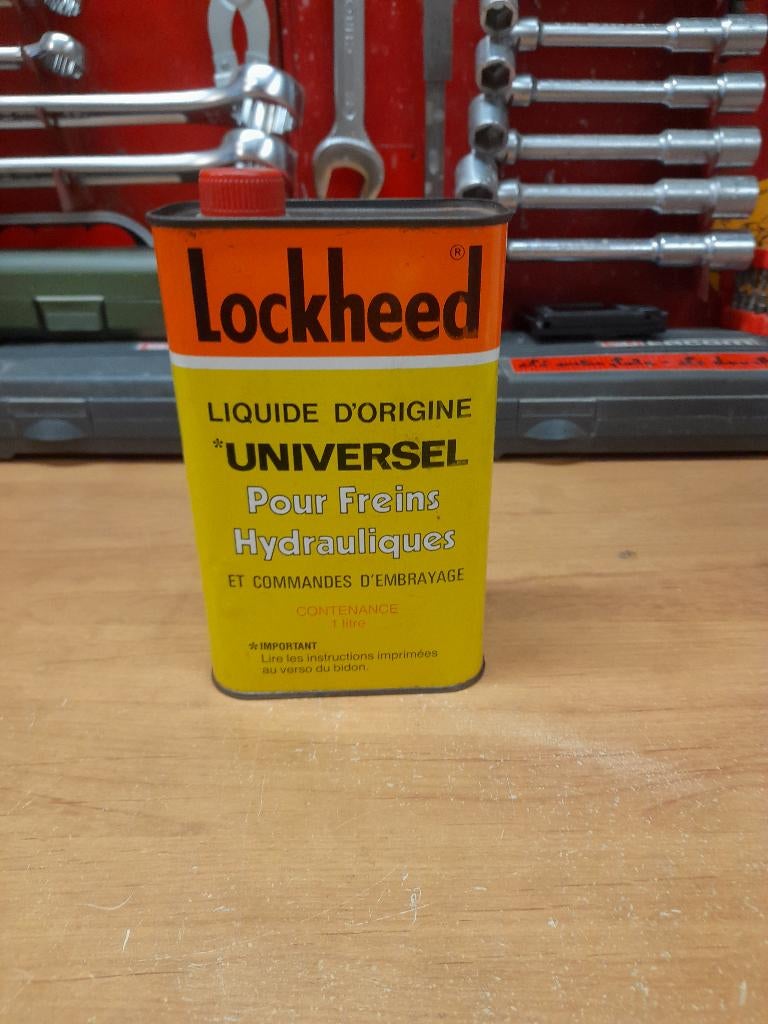 Lockheed®
LIQUIDE D'ORIGINE
*UNIVERSEL
Pour Freins
Hydrauliques
ET COMMANDES D'EMBRAYAGE
CONTENANCE
1 litre
*IMPORTANT
Lire les instructions imprimées
au verso du bidon.